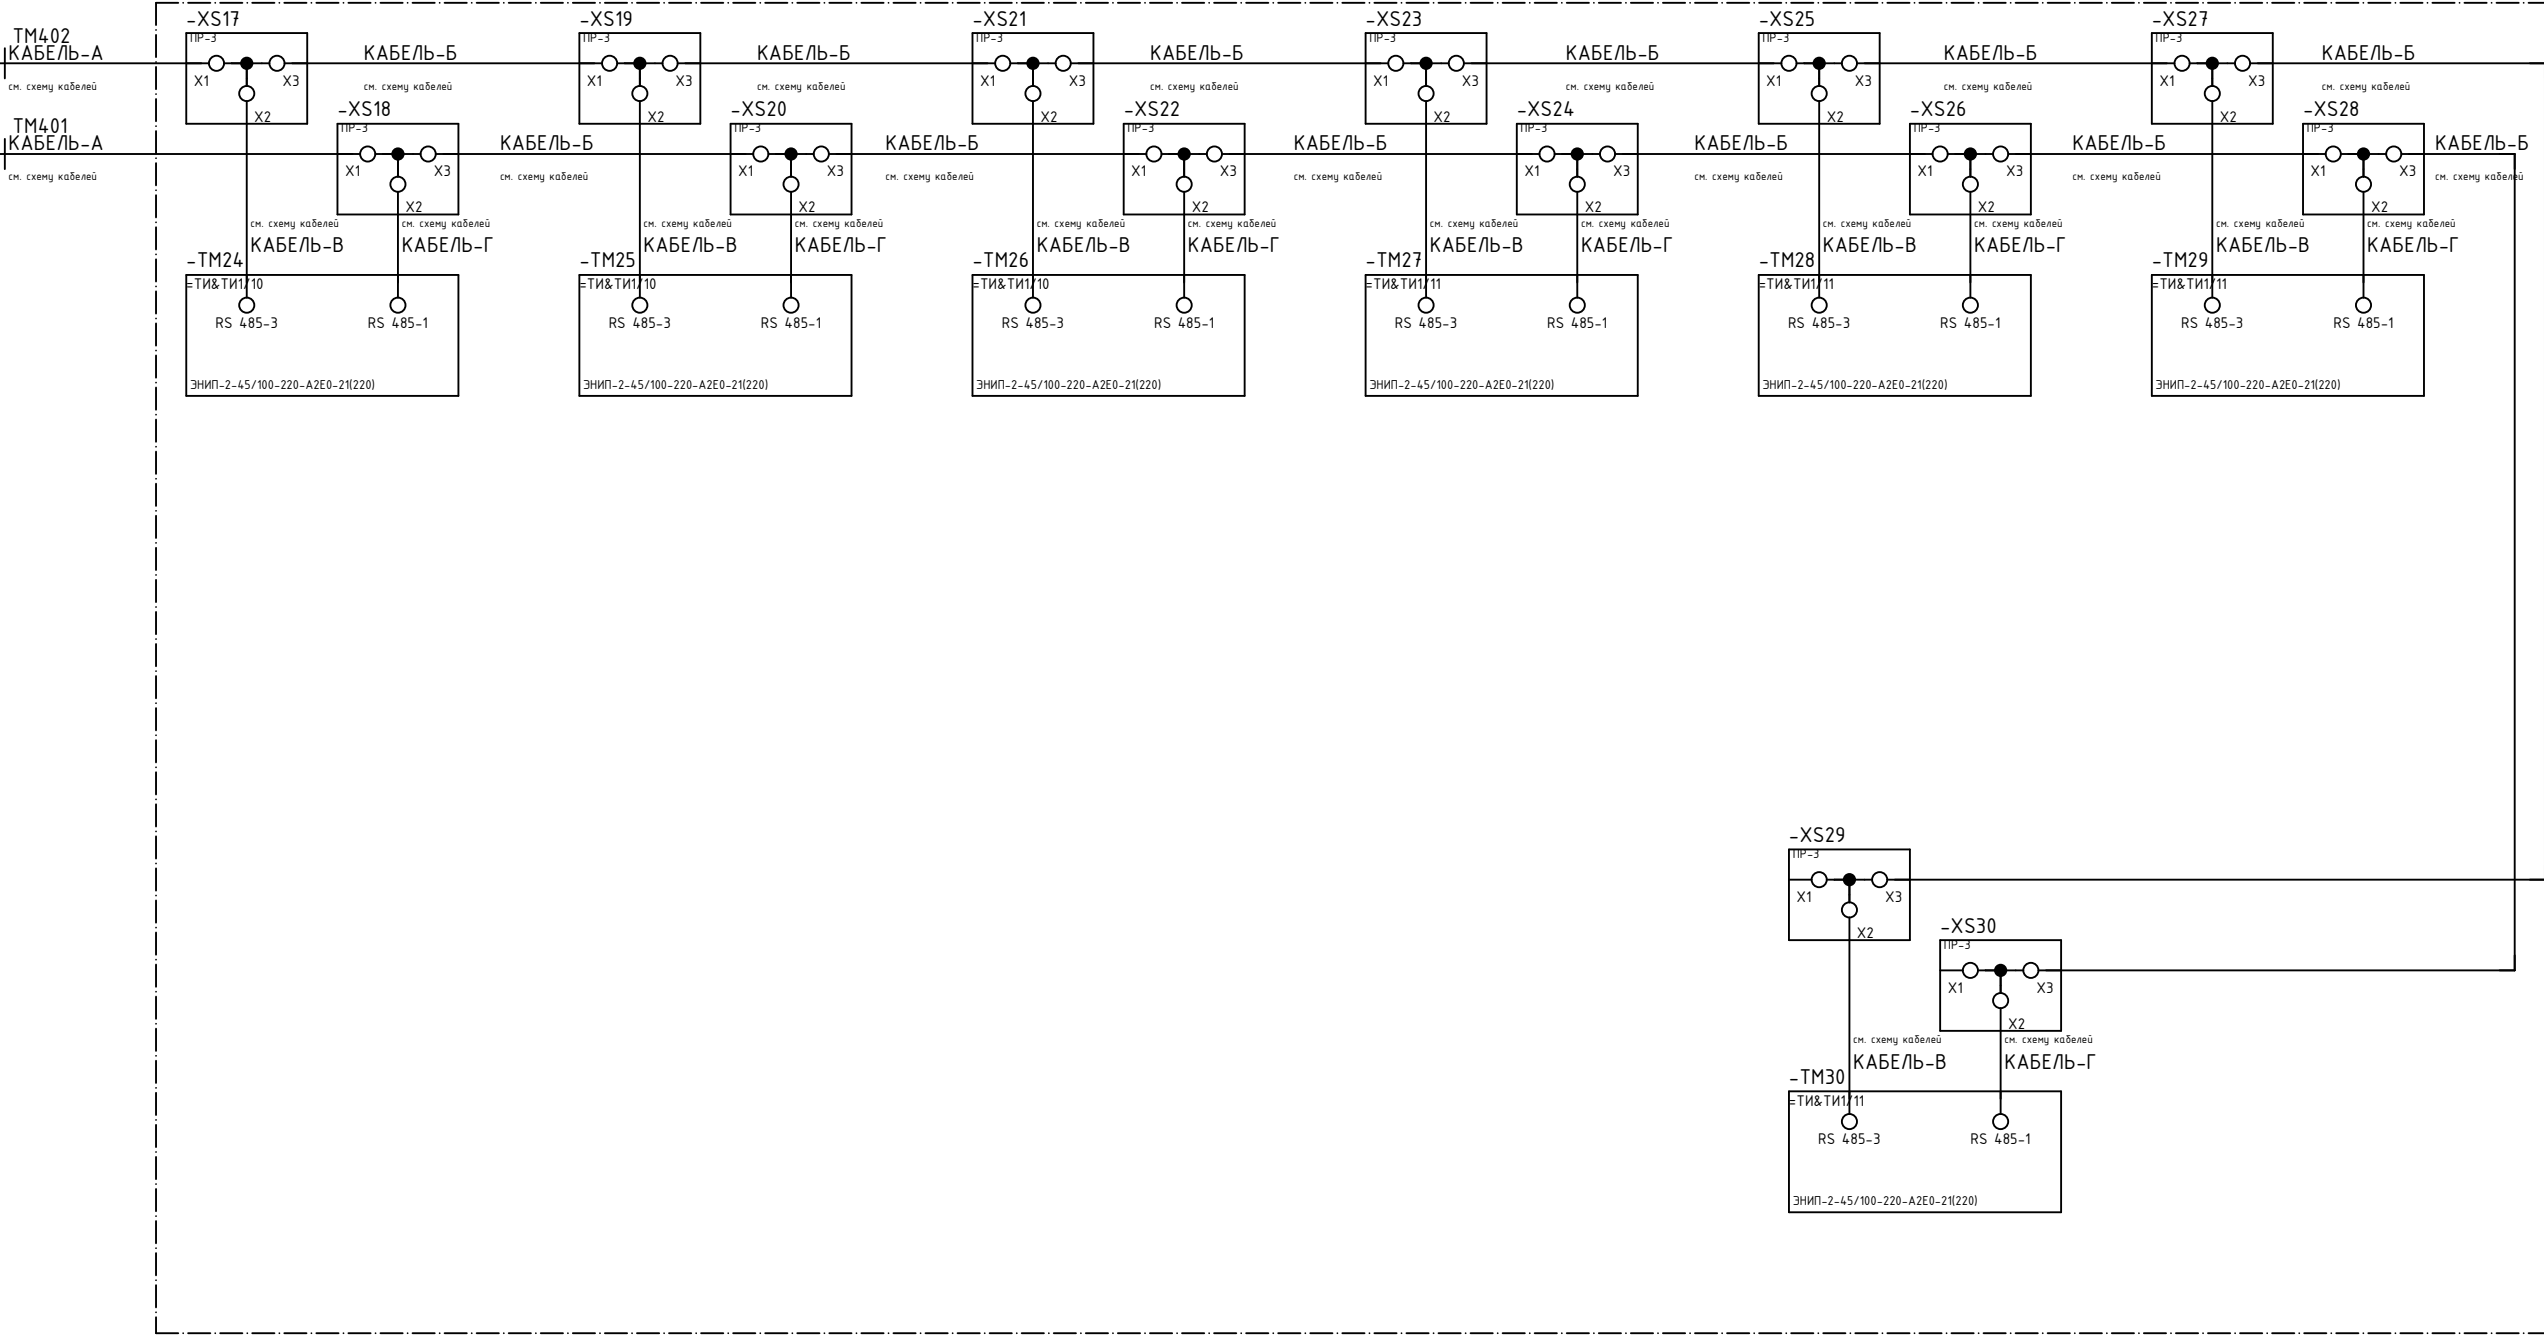 -XS17 -XS19 -XS21 -XS23 -XS25 -XS27
ТМ402
ПР-3 ПР-3 ПР-3 ПР-3 ПР-3 ПР-3
КАБЕЛЬ-А КАБЕЛЬ-Б КАБЕЛЬ-Б КАБЕЛЬ-Б КАБЕЛЬ-Б КАБЕЛЬ-Б КАБЕЛЬ-Б
X1 X3 X1 X3 X1 X3 X1 X3 X1 X3 X1 X3
см. схему кабелей см. схему кабелей см. схему кабелей см. схему кабелей см. схему кабелей см. схему кабелей см. схему кабелей
-XS18 -XS20 -XS22 -XS24 -XS26 -XS28
X2 X2 X2 X2 X2 X2
ТМ401
ПР-3 ПР-3 ПР-3 ПР-3 ПР-3 ПР-3
КАБЕЛЬ-А КАБЕЛЬ-Б КАБЕЛЬ-Б КАБЕЛЬ-Б КАБЕЛЬ-Б КАБЕЛЬ-Б КАБЕЛЬ-Б
X1 X3 X1 X3 X1 X3 X1 X3 X1 X3 X1 X3
см. схему кабелей см. схему кабелей см. схему кабелей см. схему кабелей см. схему кабелей см. схему кабелей см. схему кабелей
X2 X2 X2 X2 X2 X2
см. схему кабелей см. схему кабелей см. схему кабелей см. схему кабелей см. схему кабелей см. схему кабелей см. схему кабелей см. схему кабелей см. схему кабелей см. схему кабелей см. схему кабелей см. схему кабелей
КАБЕЛЬ-В КАБЕЛЬ-Г КАБЕЛЬ-В КАБЕЛЬ-Г КАБЕЛЬ-В КАБЕЛЬ-Г КАБЕЛЬ-В КАБЕЛЬ-Г КАБЕЛЬ-В КАБЕЛЬ-Г КАБЕЛЬ-В КАБЕЛЬ-Г
-ТМ24 -ТМ25 -ТМ26 -ТМ27 -ТМ28 -ТМ29
=ТИ&ТИ1/10 =ТИ&ТИ1/10 =ТИ&ТИ1/10 =ТИ&ТИ1/11 =ТИ&ТИ1/11 =ТИ&ТИ1/11
RS 485-3 RS 485-1 RS 485-3 RS 485-1 RS 485-3 RS 485-1 RS 485-3 RS 485-1 RS 485-3 RS 485-1 RS 485-3 RS 485-1
ЭНИП-2-45/100-220-А2Е0-21(220) ЭНИП-2-45/100-220-А2Е0-21(220) ЭНИП-2-45/100-220-А2Е0-21(220) ЭНИП-2-45/100-220-А2Е0-21(220) ЭНИП-2-45/100-220-А2Е0-21(220) ЭНИП-2-45/100-220-А2Е0-21(220)
-XS29
ПР-3
X1 X3
-XS30
X2
ПР-3
X1 X3
X2
см. схему кабелей см. схему кабелей
КАБЕЛЬ-В КАБЕЛЬ-Г
-ТМ30
=ТИ&ТИ1/11
RS 485-3 RS 485-1
ЭНИП-2-45/100-220-А2Е0-21(220)